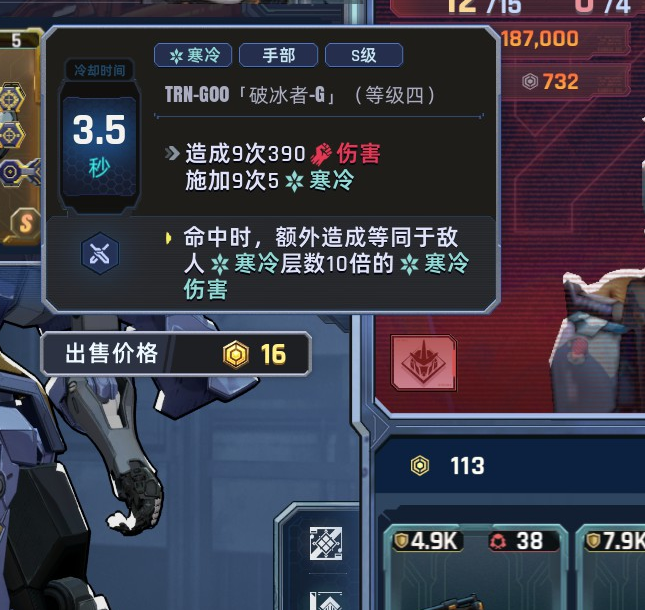 5
12/15
0/4
187,000
732
冷却时间
3.5
秒
寒冷
手部
S级
TRN-G00「破冰者-G」（等级四）
造成9次390伤害
施加9次5寒冷
命中时，额外造成等同于敌
人寒冷层数10倍的寒冷
伤害
出售价格
16
S
113
4.9K
38
7.9K